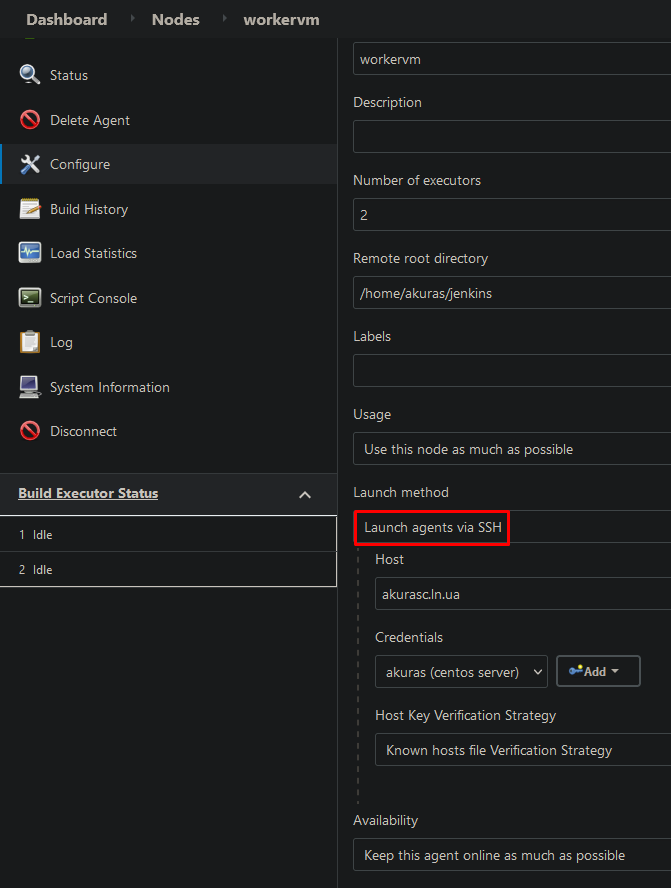 Dashboard Nodes workervm
Status
Delete Agent
Configure
Build History
Load Statistics
Script Console
Log
System Information
Disconnect
Build Executor Status
1 Idle
2 Idle
workervm
Description
Number of executors
2
Remote root directory
/home/akuras/jenkins
Labels
Usage
Use this node as much as possible
Launch method
Launch agents via SSH
Host
akurasc.ln.ua
Credentials
akuras (centos server) Add
Host Key Verification Strategy
Known hosts file Verification Strategy
Availability
Keep this agent online as much as possible